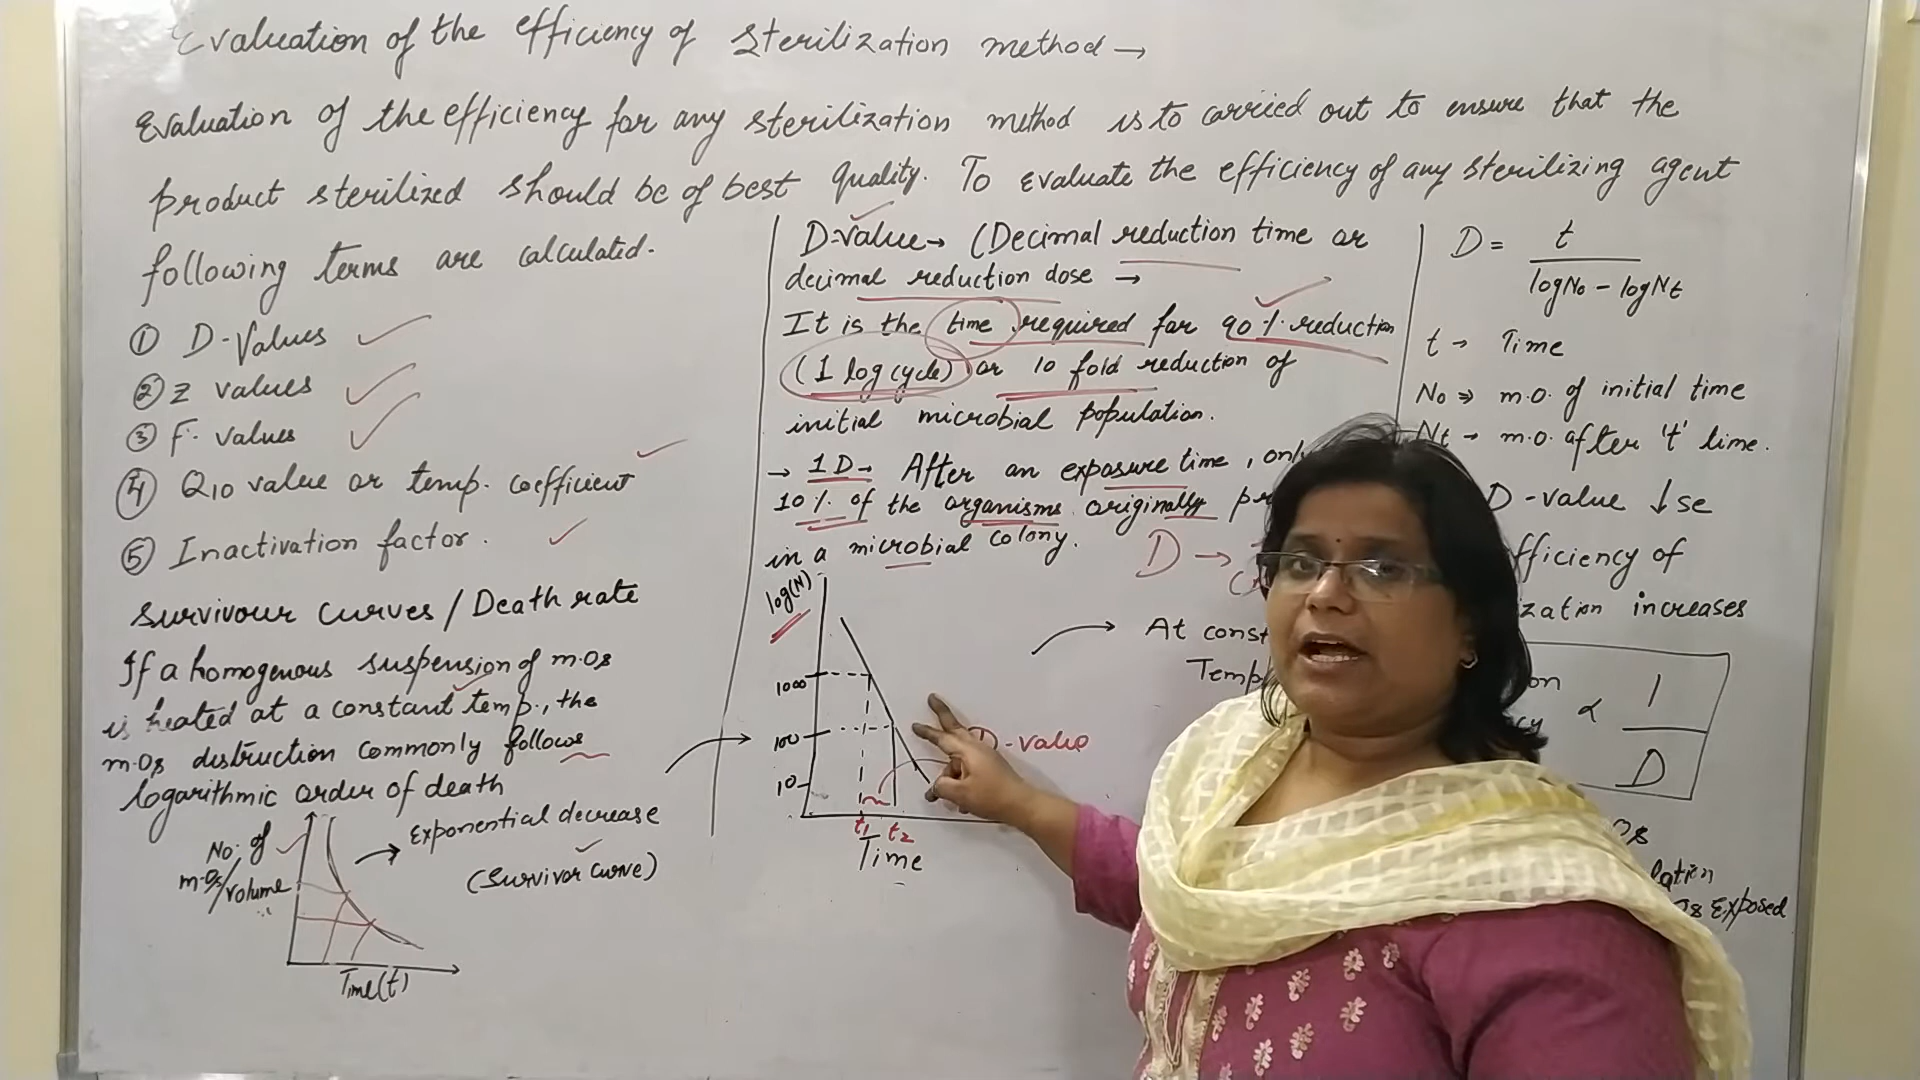 Evaluation of the efficiency of sterilization method →
Evaluation of the efficiency for any sterilization method is to carried out to ensure that the
product sterilized should be of best quality. To evaluate the efficiency of any sterilizing agent
following terms are calculated.
① D-Values
② Z values
③ F- values
④ Q10 value or temp. coefficient
⑤ Inactivation factor.
Survivour curves / Death rate
If a homogenous suspension of m.Os
is heated at a constant temp., the
m.Os distruction commonly follows
logarithmic order of death
Exponential decrease
(Survivor Curve)
No. of
m.Os/volume
Time(t)
D-value → (Decimal reduction time or
decimal reduction dose →
It is the time required for 90% reduction
(1 log cycle) or 10 fold reduction of
initial microbial population.
→ 1D → After an exposure time,
10% of the organisms originally
in a microbial colony.
D →
log(N)
1000
100
10
t1 t2
Time
D-value
At
Temp
D = t / logN0 - logNt
t → Time
N0 ⇒ m.o. of initial time
Nt → m.o. after 't' time.
D-value ↓se
fficiency of
zation increases
∝ 1 / D
Exposed